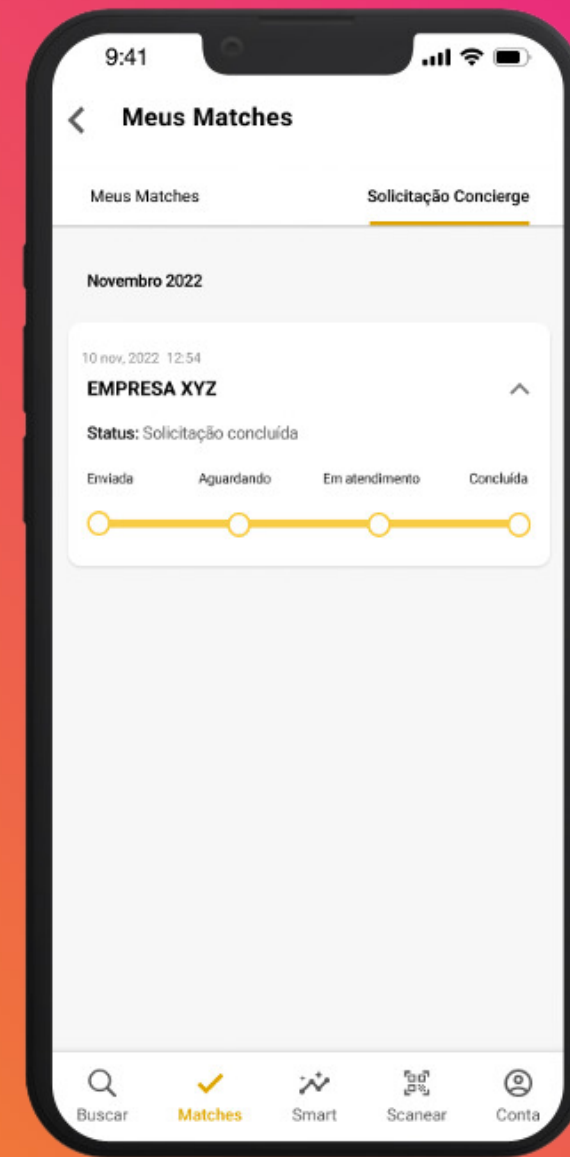 9:41
Meus Matches
Meus Matches Solicitação Concierge
Novembro 2022
10 nov, 2022 12:54
EMPRESA XYZ
Status: Solicitação concluída
Enviada Aguardando Em atendimento Concluída
Buscar Matches Smart Scanear Conta